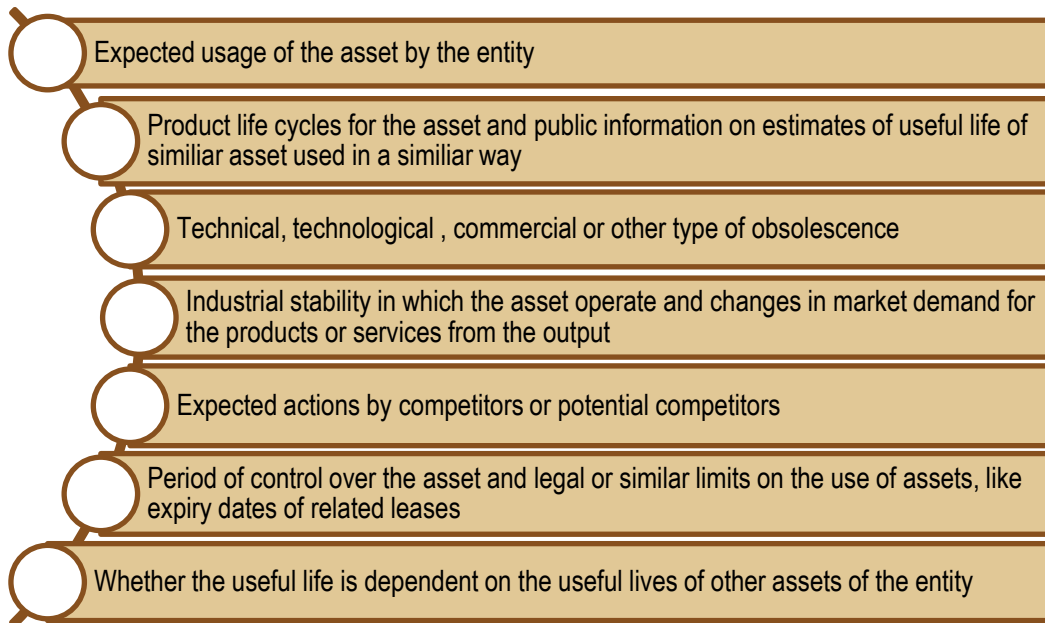 Expected usage of the asset by the entity
Product life cycles for the asset and public information on estimates of useful life of
similiar asset used in a similiar way
Technical, technological , commercial or other type of obsolescence
Industrial stability in which the asset operate and changes in market demand for
the products or services from the output
Expected actions by competitors or potential competitors
Period of control over the asset and legal or similar limits on the use of assets, like
expiry dates of related leases
Whether the useful life is dependent on the useful lives of other assets of the entity